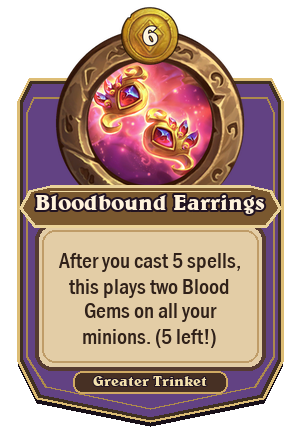 6
Bloodbound Earrings
After you cast 5 spells,
this plays two Blood
Gems on all your
minions. (5 left!)
Greater Trinket